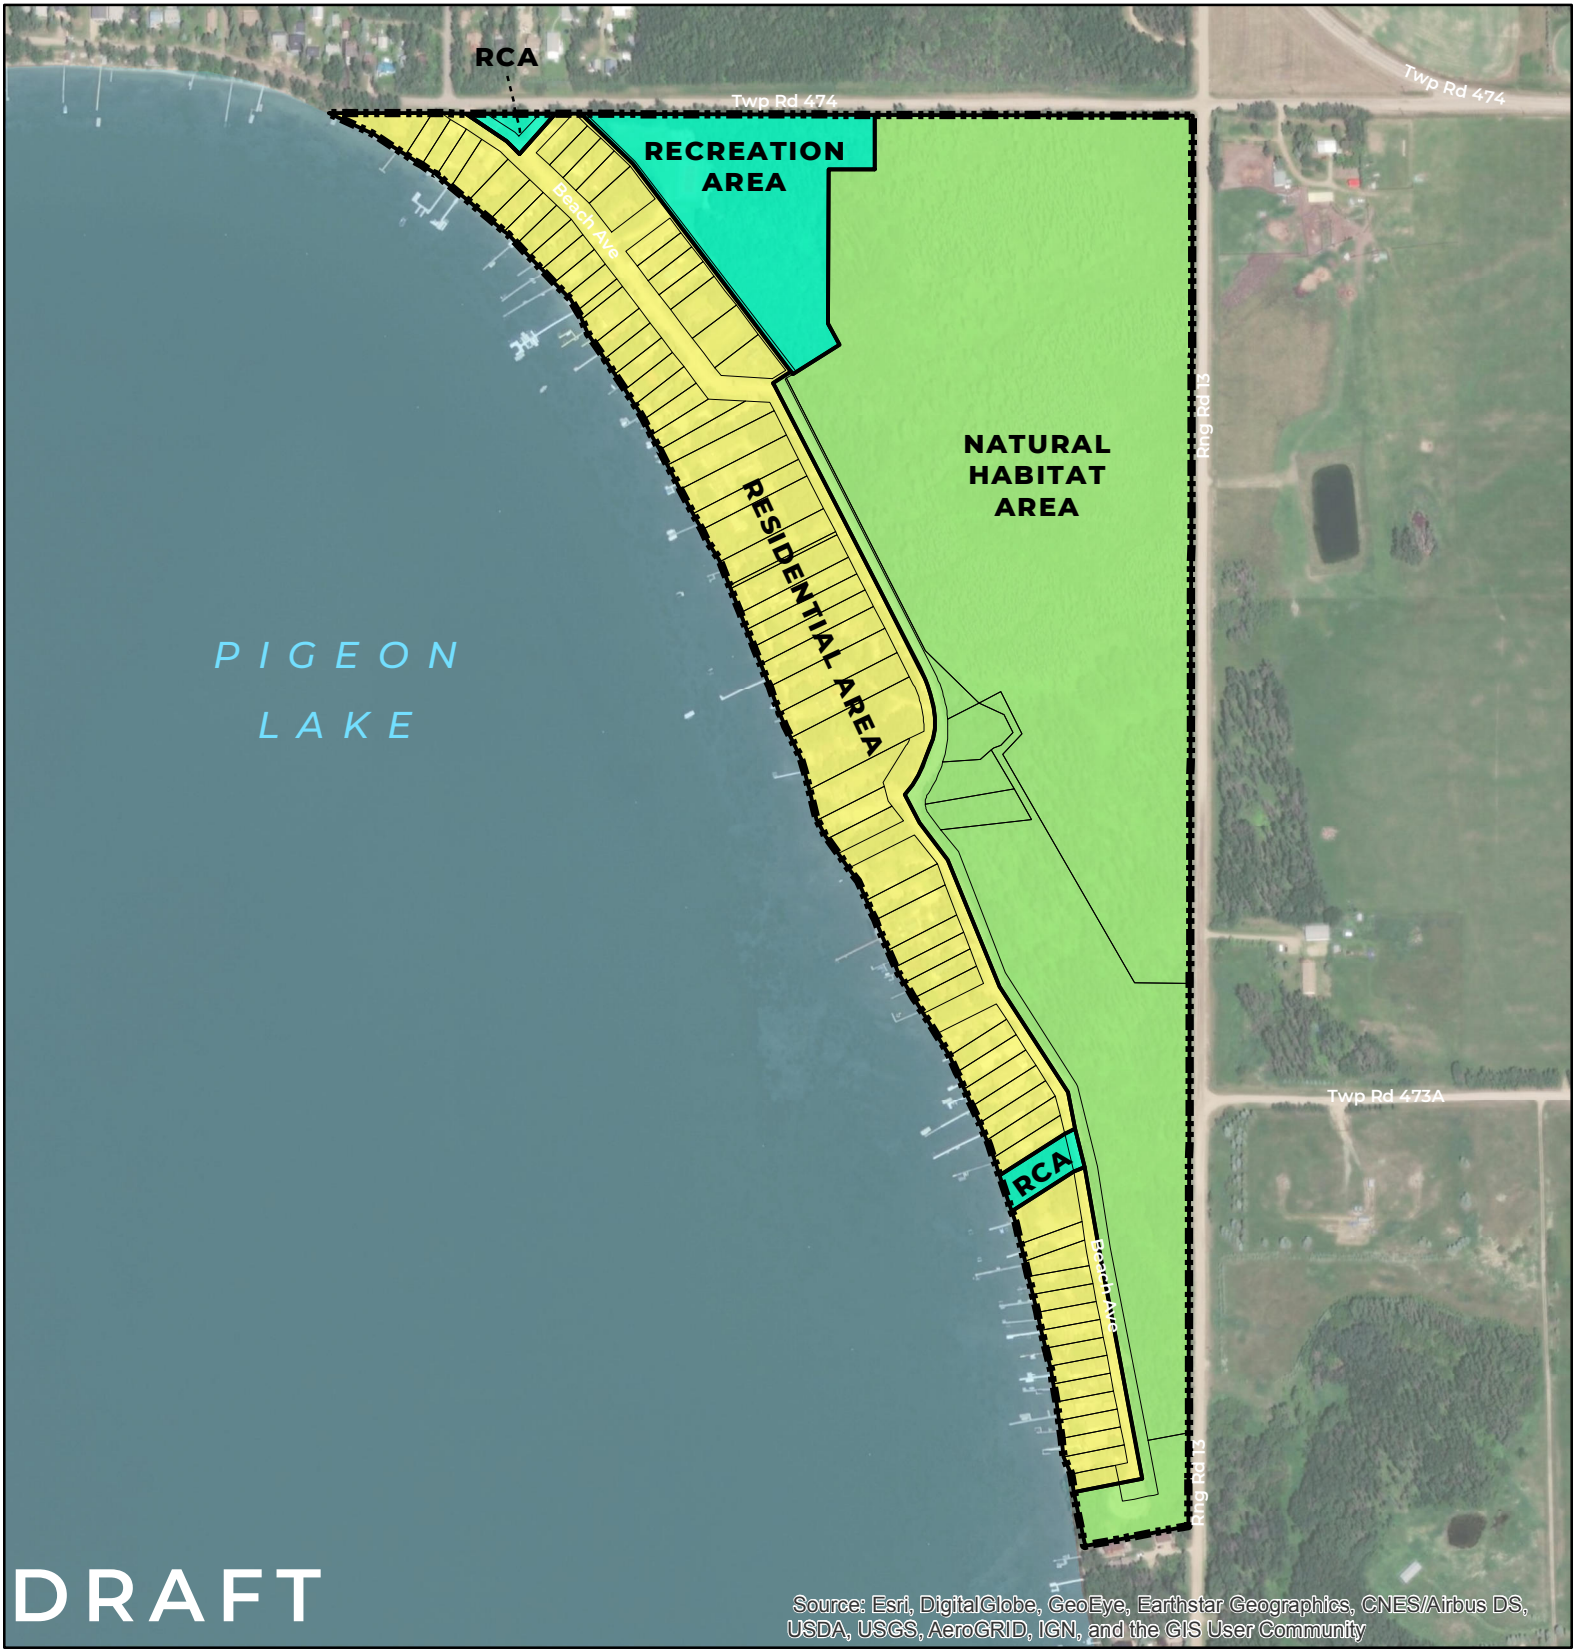 RCA
Twp Rd 474
Twp Rd 474
RECREATION
AREA
Beach Ave
Rng Rd 13
NATURAL
HABITAT
AREA
RESIDENTIAL AREA
PIGEON
LAKE
Twp Rd 473A
RCA
Beach Ave
Rng Rd 13
DRAFT
Source: Esri, DigitalGlobe, GeoEye, Earthstar Geographics, CNES/Airbus DS,
USDA, USGS, AeroGRID, IGN, and the GIS User Community